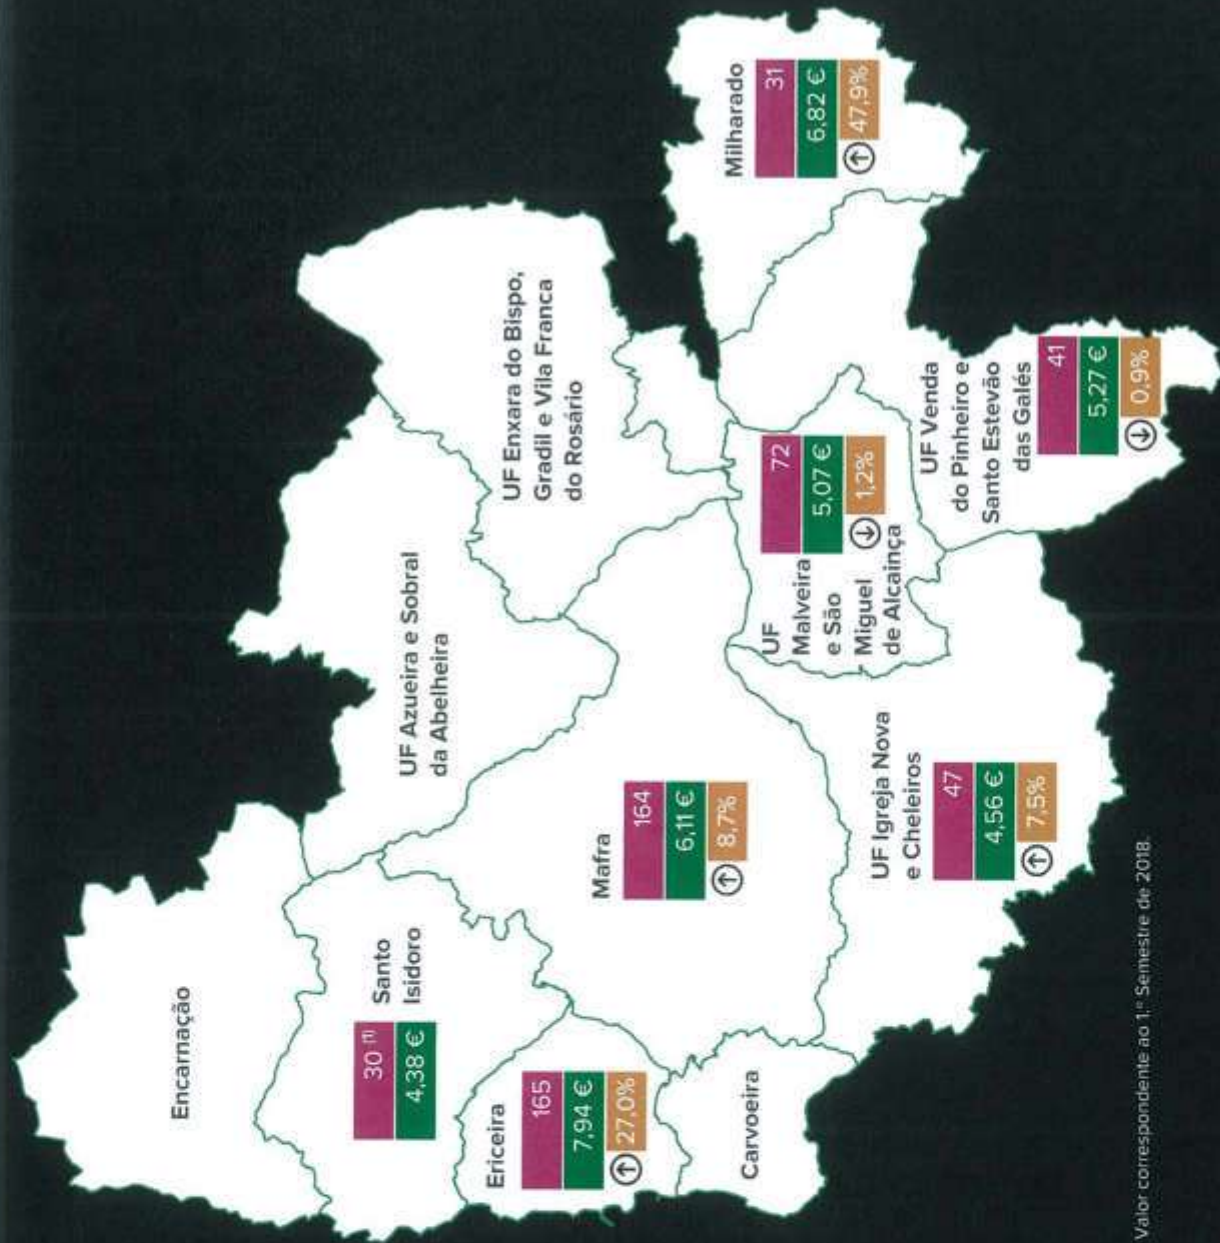 Encarnação
Santo
Isidoro
30 (1)
4,38 €
Ericeira
165
7,94 €
27,0%
Carvoeira
UF Azueira e Sobral
da Abelheira
Mafra
164
6,11 €
8,7%
UF Igreja Nova
e Cheleiros
47
4,56 €
7,5%
UF Enxara do Bispo,
Gradil e Vila Franca
do Rosário
UF
Malveira
e São
Miguel
de Alcainça
72
5,07 €
1,2%
UF Venda
do Pinheiro e
Santo Estevão
das Galés
41
5,27 €
0,9%
Milharado
31
6,82 €
47,9%
Valor correspondente ao 1.º Semestre de 2018.